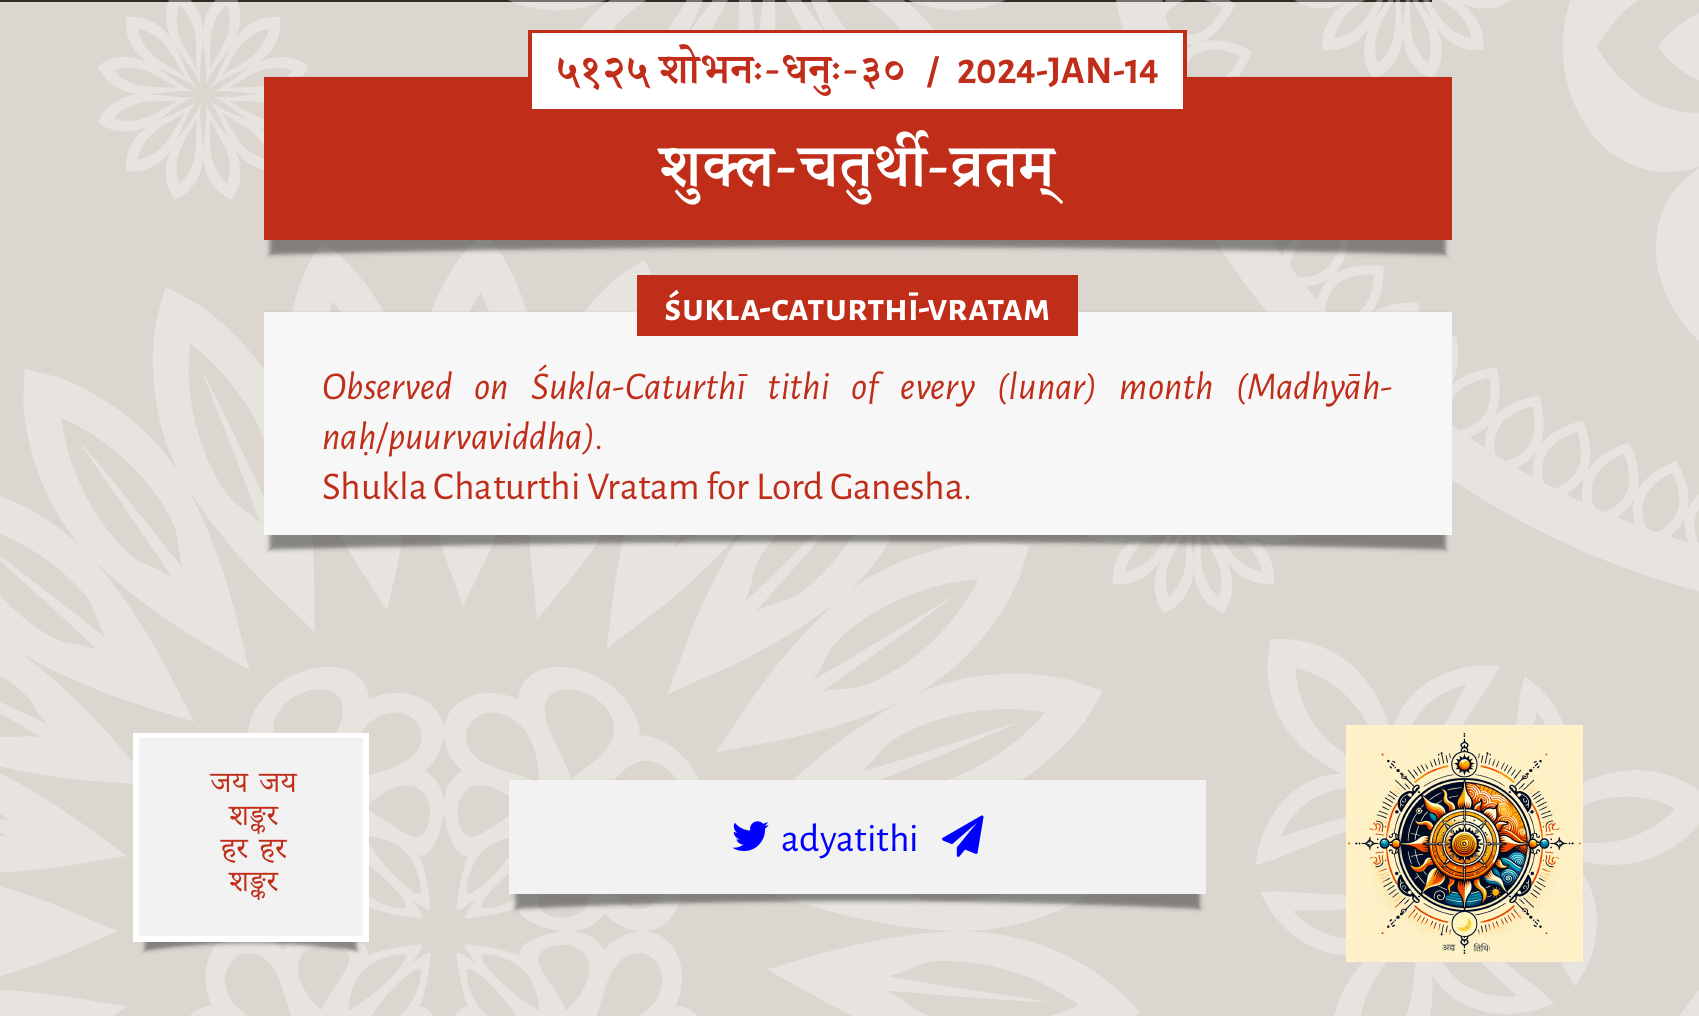 ५१२५ शोभनः-धनुः-३० / 2024-JAN-14
शुक्ल-चतुर्थी-व्रतम्
ŚUKLA-CATURTHĪ-VRATAM
Observed on Śukla-Caturthī tithi of every (lunar) month (Madhyāh-
naḥ/puurvaviddha).
Shukla Chaturthi Vratam for Lord Ganesha.
जय जय
शङ्कर
हर हर
शङ्कर
adyatithi
अद्य तिथिः